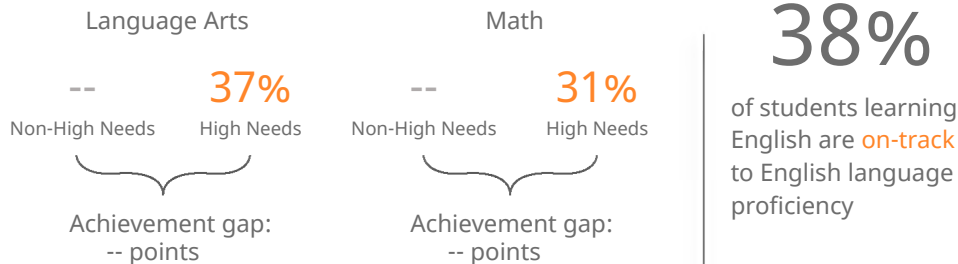 Language Arts
-- 37%
Non-High Needs High Needs
Achievement gap:
-- points
Math
-- 31%
Non-High Needs High Needs
Achievement gap:
-- points
38%
of students learning
English are on-track
to English language
proficiency